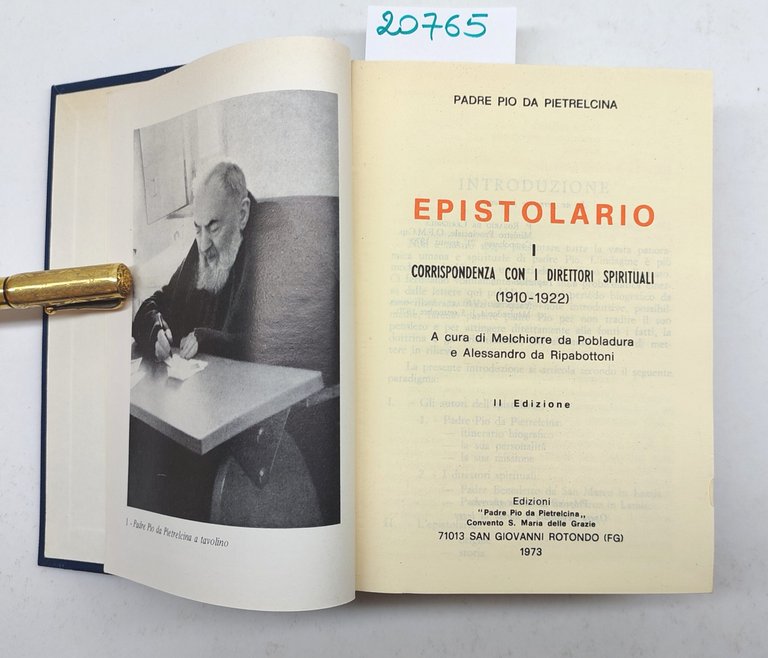 20765
1 - Padre Pio da Pietrelcina a tavolino
PADRE PIO DA PIETRELCINA
EPISTOLARIO
I
CORRISPONDENZA CON I DIRETTORI SPIRITUALI
(1910-1922)
A cura di Melchiorre da Pobladura
e Alessandro da Ripabottoni
II Edizione
Edizioni
"Padre Pio da Pietrelcina„
Convento S. Maria delle Grazie
71013 SAN GIOVANNI ROTONDO (FG)
1973